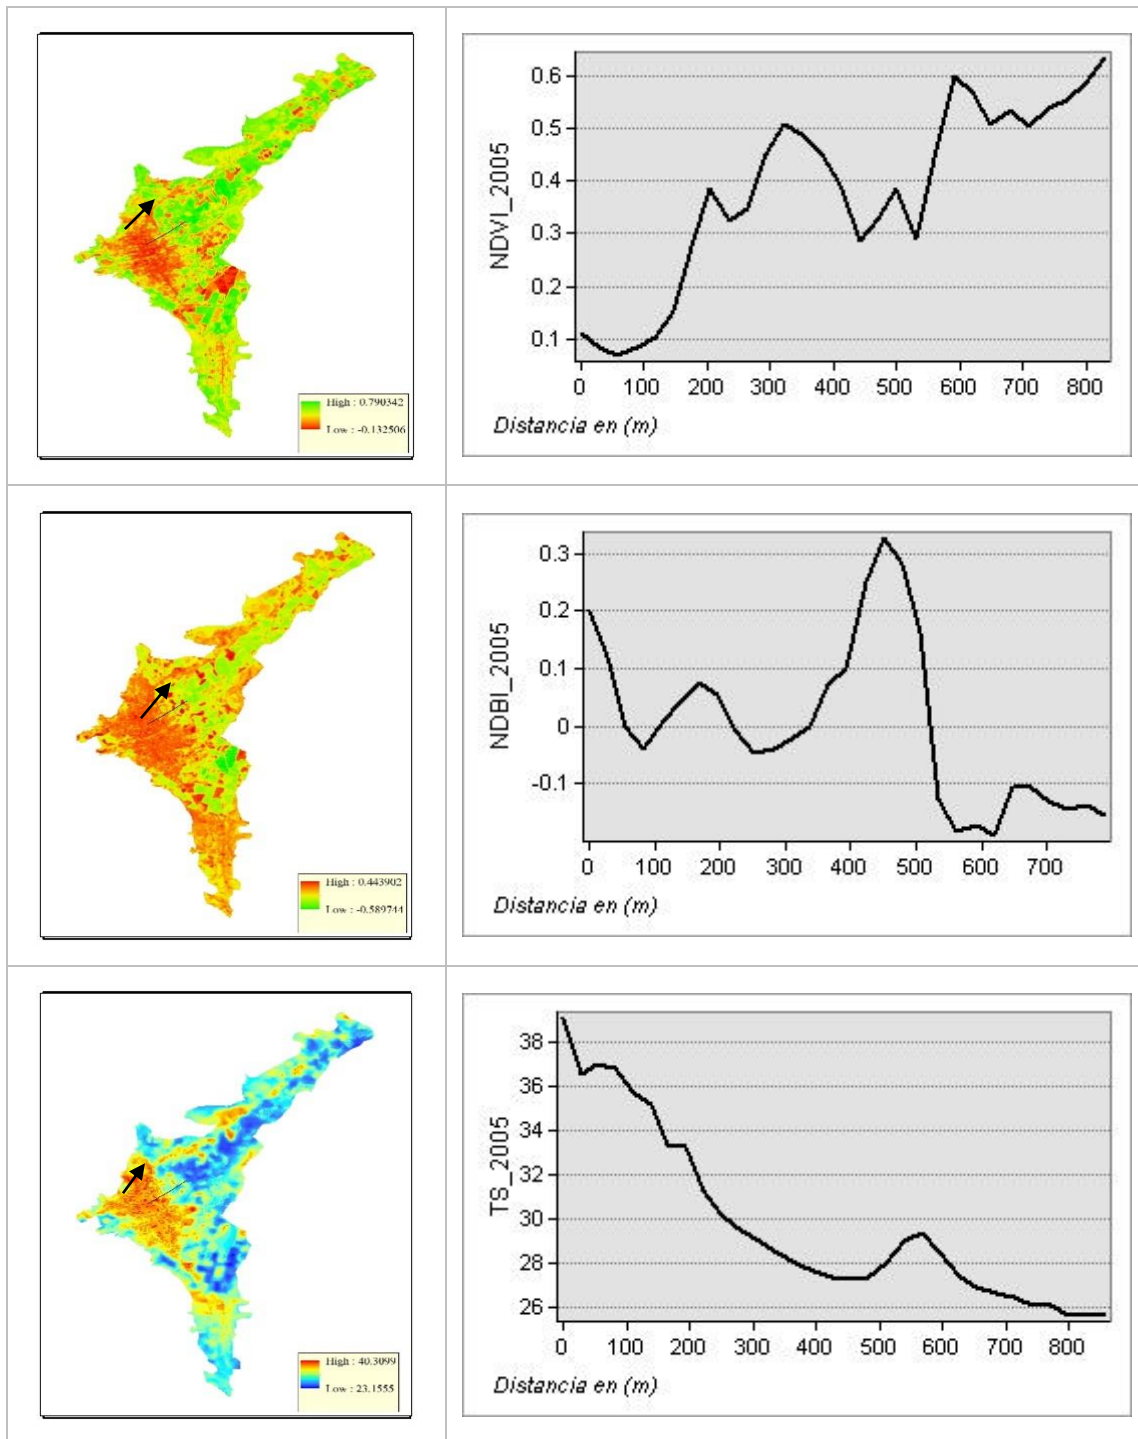 High : 0.790342
Low : -0.132506
NDVI_2005
0.6
0.5
0.4
0.3
0.2
0.1
0 100 200 300 400 500 600 700 800
Distancia en (m)
High : 0.443902
Low : -0.589744
NDBI_2005
0.3
0.2
0.1
0
-0.1
0 100 200 300 400 500 600 700
Distancia en (m)
High : 40.3099
Low : 23.1555
TS_2005
38
36
34
32
30
28
26
0 100 200 300 400 500 600 700 800
Distancia en (m)